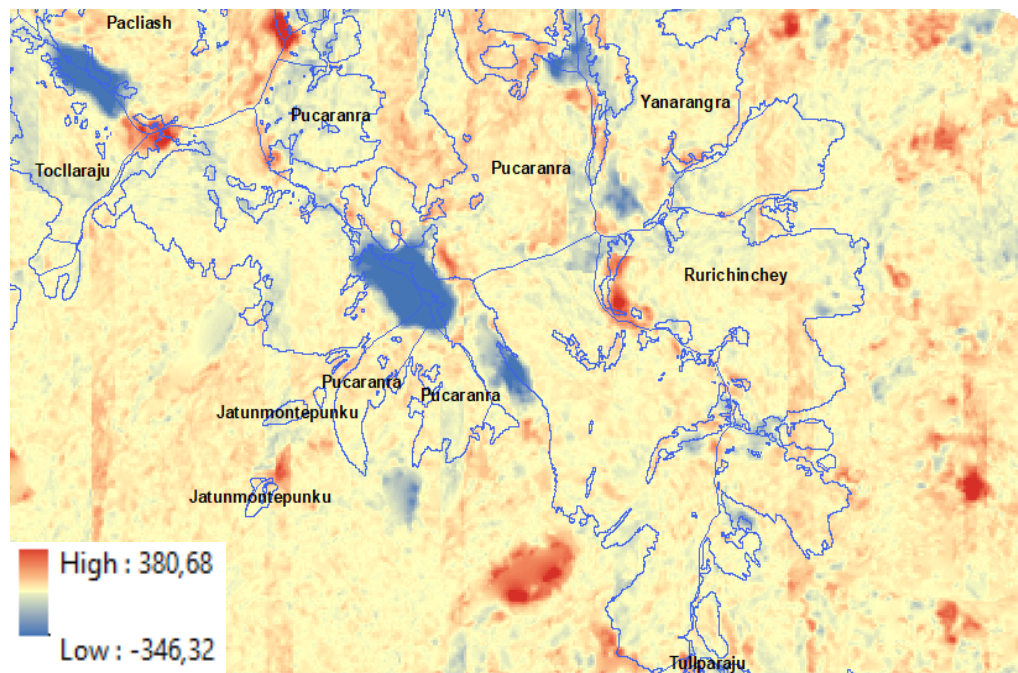 Pacliash
Pucaranra
Yanarangra
Tocllaraju
Pucaranra
Rurichinchey
Pucaranra
Pucaranra
Jatunmontepunku
Jatunmontepunku
High : 380,68
Low : -346,32
Tullparaju